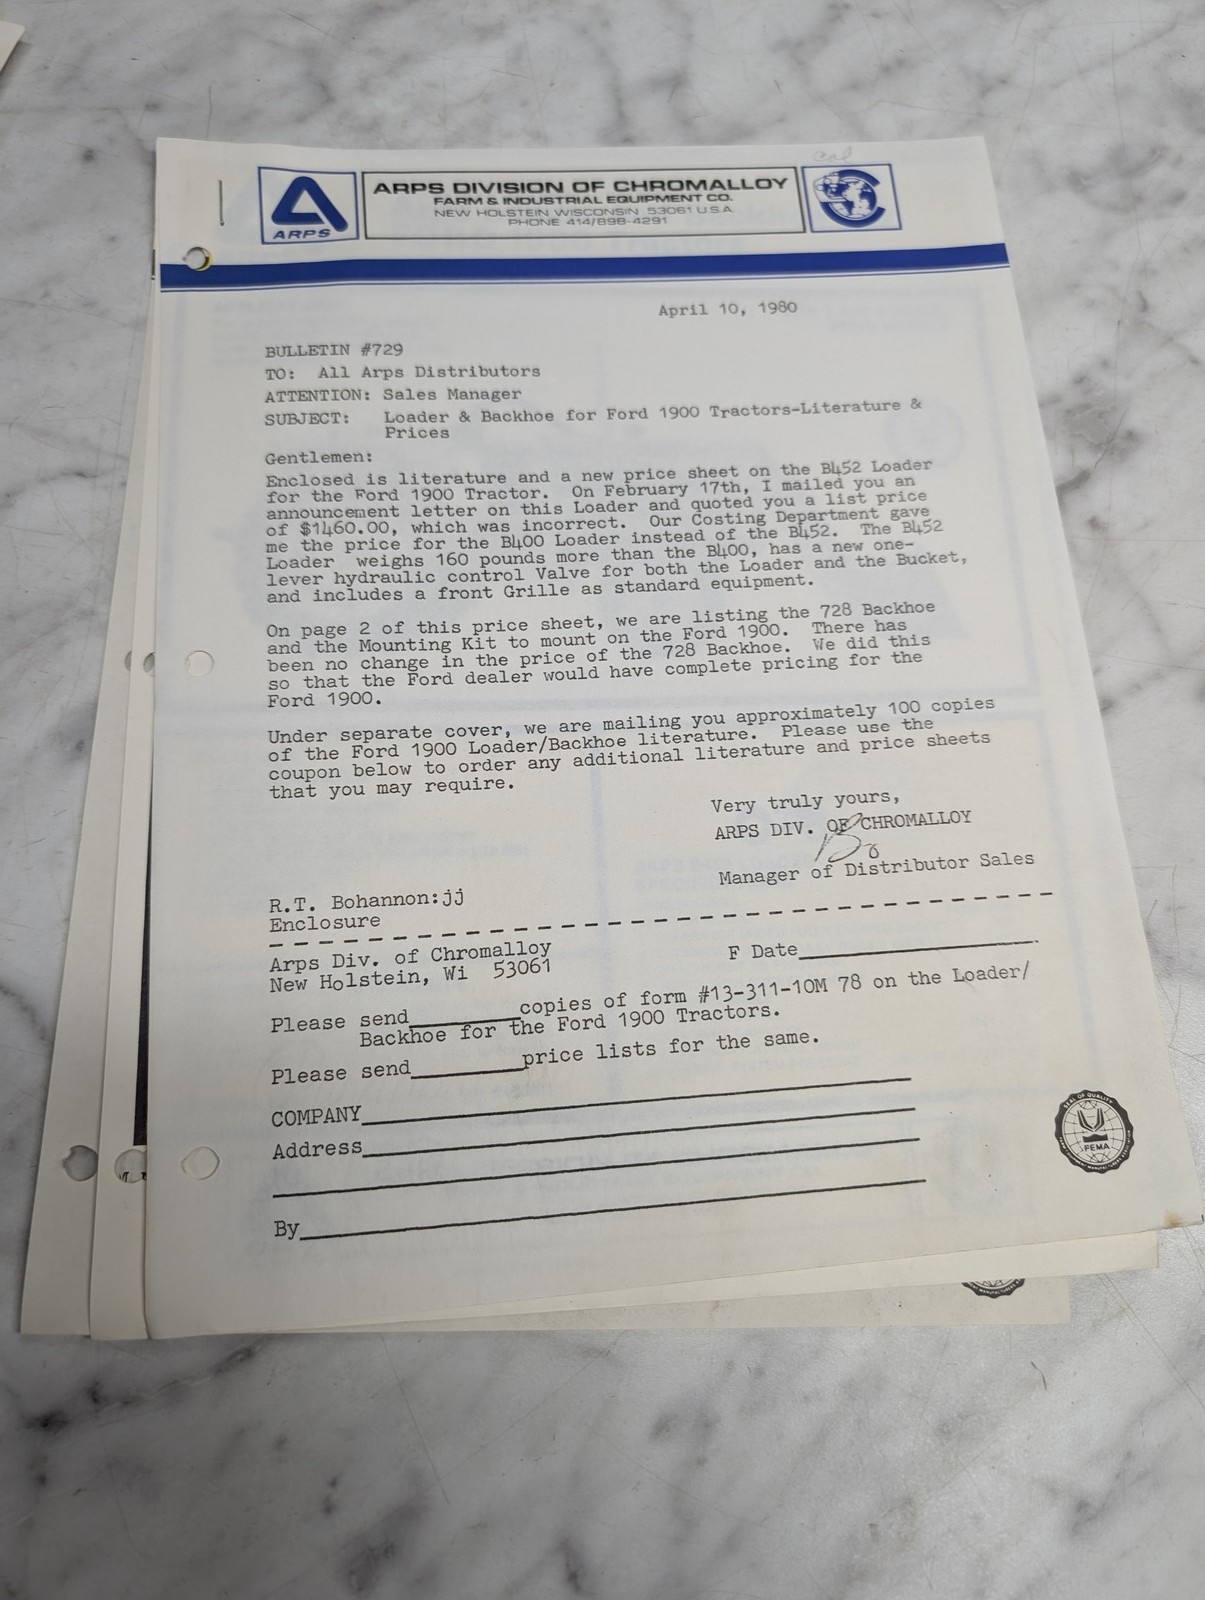 ARPS
ARPS DIVISION OF CHROMALLOY
FARM & INDUSTRIAL EQUIPMENT CO.
NEW HOLSTEIN WISCONSIN 53061 U.S.A.
PHONE 414/898-4291
April 10, 1980
BULLETIN #729
TO: All Arps Distributors
ATTENTION: Sales Manager
SUBJECT: Loader & Backhoe for Ford 1900 Tractors-Literature &
Prices
Gentlemen:
Enclosed is literature and a new price sheet on the B452 Loader
for the Ford 1900 Tractor. On February 17th, I mailed you an
announcement letter on this Loader and quoted you a list price
of $1460.00, which was incorrect. Our Costing Department gave
me the price for the B400 Loader instead of the B452. The B452
Loader weighs 160 pounds more than the B400, has a new one-
lever hydraulic control Valve for both the Loader and the Bucket,
and includes a front Grille as standard equipment.
On page 2 of this price sheet, we are listing the 728 Backhoe
and the Mounting Kit to mount on the Ford 1900. There has
been no change in the price of the 728 Backhoe. We did this
so that the Ford dealer would have complete pricing for the
Ford 1900.
Under separate cover, we are mailing you approximately 100 copies
of the Ford 1900 Loader/Backhoe literature. Please use the
coupon below to order any additional literature and price sheets
that you may require.
Very truly yours,
ARPS DIV. OF CHROMALLOY
Manager of Distributor Sales
R.T. Bohannon:jj
Enclosure
Arps Div. of Chromalloy
New Holstein, Wi 53061
F Date
Please send copies of form #13-311-10M 78 on the Loader/
Backhoe for the Ford 1900 Tractors.
Please send price lists for the same.
COMPANY
Address
By
SEAL OF QUALITY
FEMA